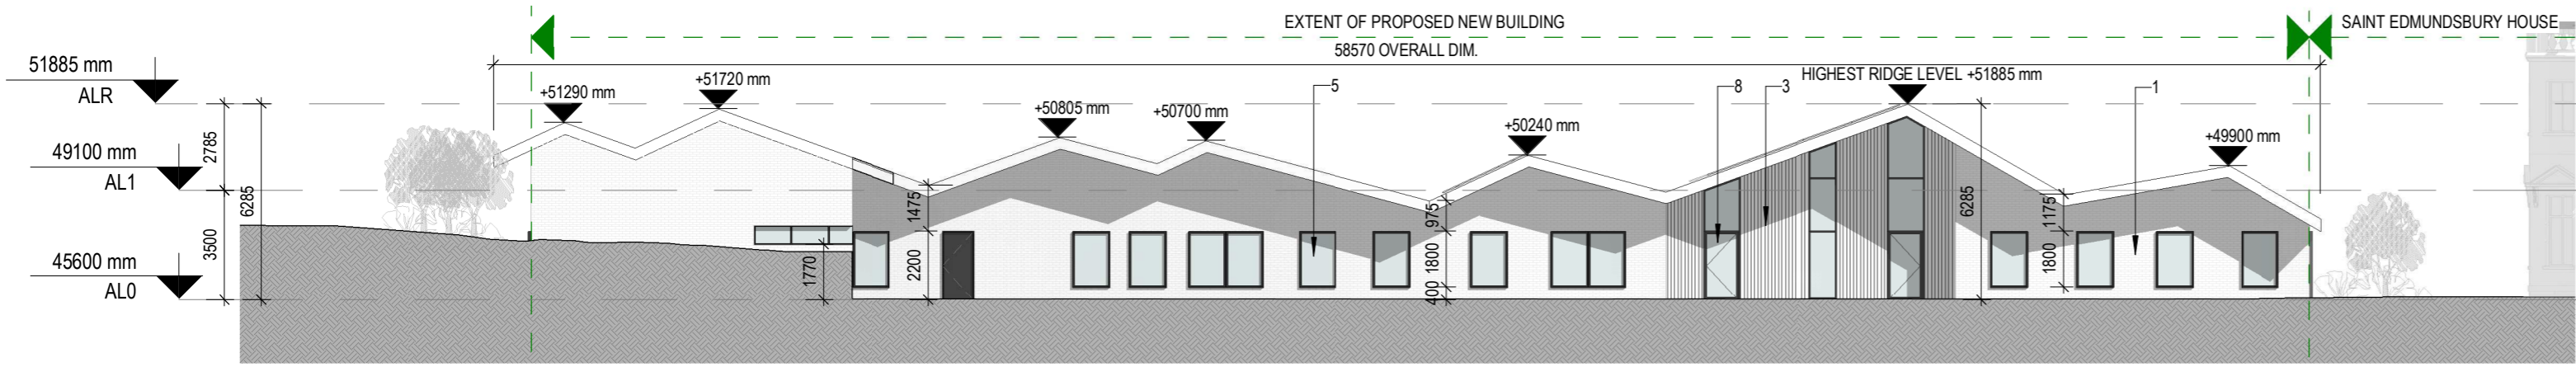 EXTENT OF PROPOSED NEW BUILDING
SAINT EDMUNDSBURY HOUSE
58570 OVERALL DIM.
51885 mm
ALR
+51290 mm
+51720 mm
+50805 mm
+50700 mm
5
+50240 mm
8
3
HIGHEST RIDGE LEVEL +51885 mm
1
+49900 mm
49100 mm
AL1
45600 mm
AL0
2785
3500
6285
1770
1475
2200
975
1800
400
6285
1175
1800